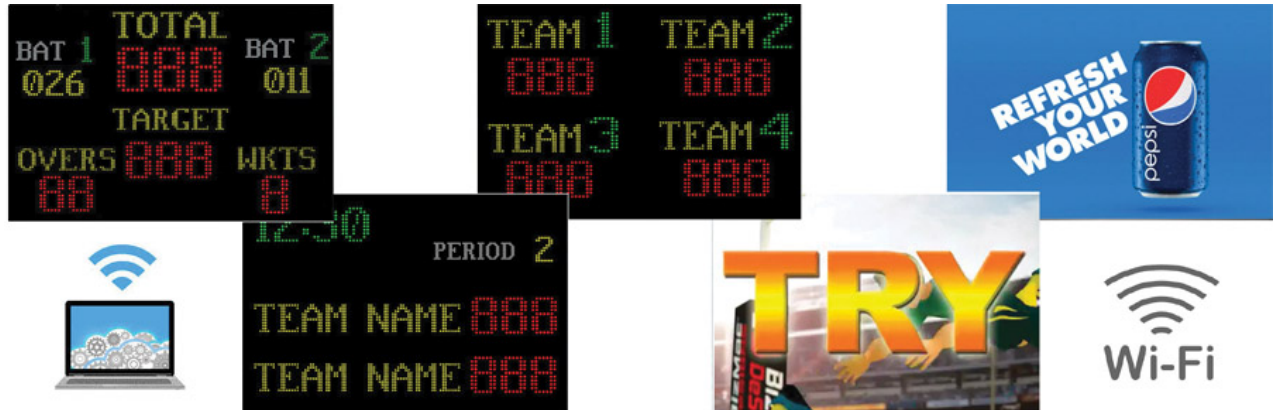 TOTAL
BAT 1
888
BAT 2
026
011
TARGET
OVERS
888
WKTS
88
8
TEAM 1
TEAM 2
888
888
TEAM 3
TEAM 4
888
888
REFRESH
YOUR
WORLD
pepsi
12:30
PERIOD 2
TEAM NAME 888
TEAM NAME 888
TRY
Wi-Fi